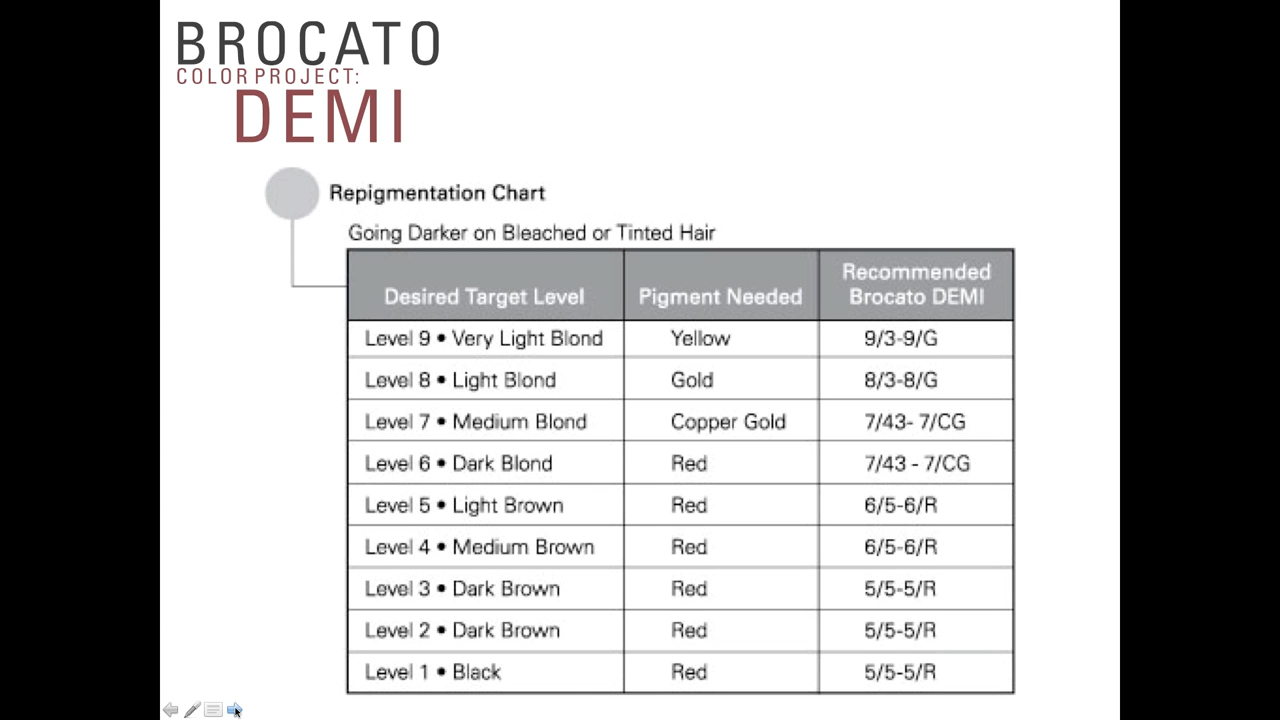 BROCATO
COLOR PROJECT:
DEMI
Repigmentation Chart
Going Darker on Bleached or Tinted Hair
Desired Target Level Pigment Needed Recommended Brocato DEMI
Level 9 • Very Light Blond Yellow 9/3-9/G
Level 8 • Light Blond Gold 8/3-8/G
Level 7 • Medium Blond Copper Gold 7/43- 7/CG
Level 6 • Dark Blond Red 7/43 - 7/CG
Level 5 • Light Brown Red 6/5-6/R
Level 4 • Medium Brown Red 6/5-6/R
Level 3 • Dark Brown Red 5/5-5/R
Level 2 • Dark Brown Red 5/5-5/R
Level 1 • Black Red 5/5-5/R